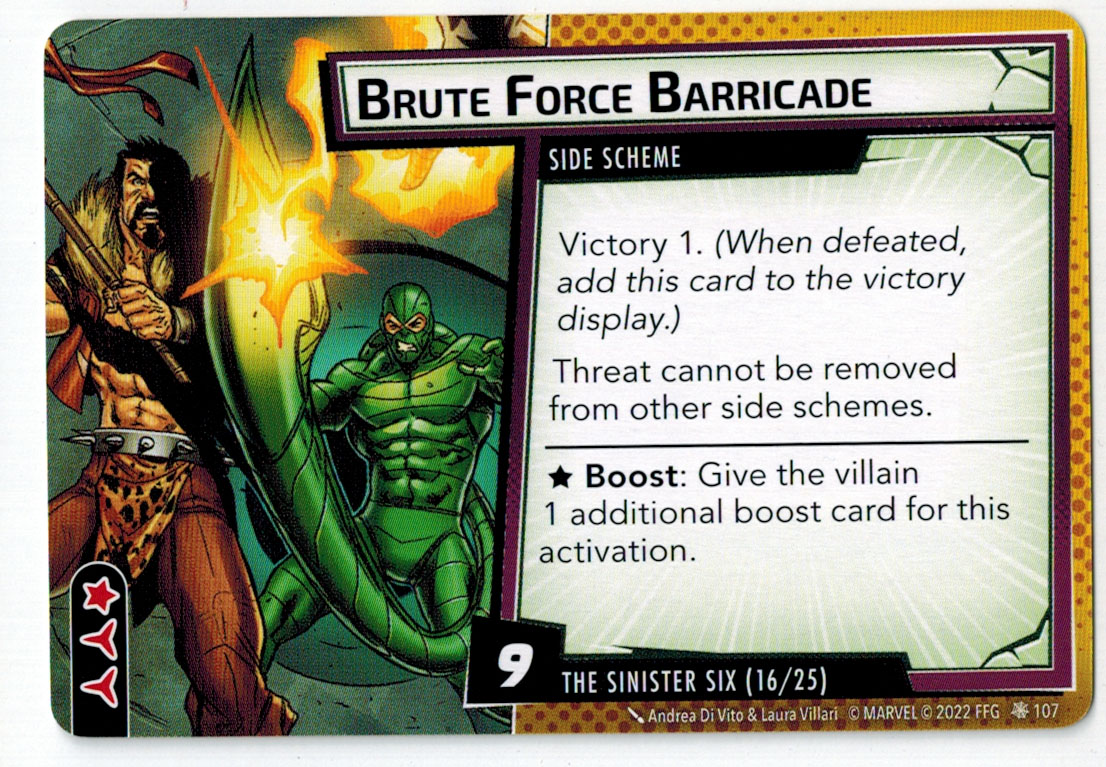 BRUTE FORCE BARRICADE
SIDE SCHEME
Victory 1. (When defeated,
add this card to the victory
display.)
Threat cannot be removed
from other side schemes.
★ Boost: Give the villain
1 additional boost card for this
activation.
9
THE SINISTER SIX (16/25)
Andrea Di Vito & Laura Villari © MARVEL © 2022 FFG 107